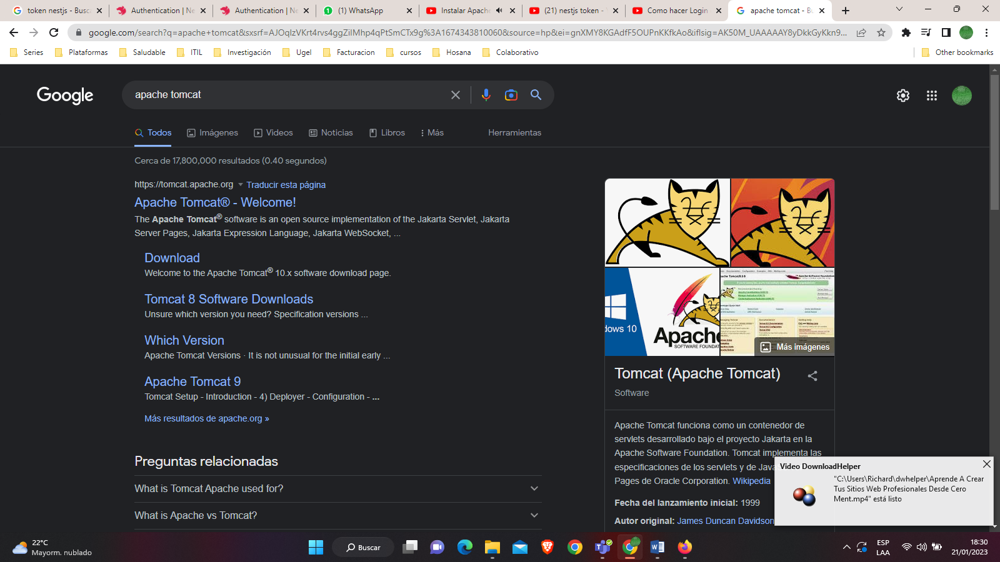 token nestjs - Busc
Authentication | Ne
Authentication | Ne
(1) WhatsApp
Instalar Apache
(21) nestjs token -
Como hacer Login
apache tomcat - B
google.com/search?q=apache+tomcat&sxsrf=AJOqlzVKrt4rvs4ggZilMhp4qPtSmCTx9g%3A1674343810060&source=hp&ei=gnXMY8KGAdfF5OUPnKKfkAo&iflsig=AK50M_UAAAAAY8yDkkGyKkn9...
Series
Plataformas
Saludable
ITIL
Investigación
Ugel
Facturacion
cursos
Hosana
Colaborativo
Other bookmarks
Google
apache tomcat
Todos
Imágenes
Videos
Noticias
Libros
Más
Herramientas
Cerca de 17,800,000 resultados (0.40 segundos)
https://tomcat.apache.org Traducir esta página
Apache Tomcat® - Welcome!
The Apache Tomcat® software is an open source implementation of the Jakarta Servlet, Jakarta
Server Pages, Jakarta Expression Language, Jakarta WebSocket, ...
Download
Welcome to the Apache Tomcat® 10.x software download page.
Tomcat 8 Software Downloads
Unsure which version you need? Specification versions ...
Which Version
Apache Tomcat Versions · It is not unusual for the initial early ...
Apache Tomcat 9
Tomcat Setup - Introduction - 4) Deployer - Configuration - ...
Más resultados de apache.org »
Preguntas relacionadas
What is Tomcat Apache used for?
What is Apache vs Tomcat?
dows 10
Apache
SOFTWARE FOUNDAT
Más imágenes
Tomcat (Apache Tomcat)
Software
Apache Tomcat funciona como un contenedor de
servlets desarrollado bajo el proyecto Jakarta en la
Apache Software Foundation. Tomcat implementa las
especificaciones de los servlets y de Java
Pages de Oracle Corporation. Wikipedia
Fecha del lanzamiento inicial: 1999
Autor original: James Duncan Davidson
Video DownloadHelper
"C:\Users\Richard\dwhelper\Aprende A Crear
Tus Sitios Web Profesionales Desde Cero
Ment.mp4" está listo
22°C
Mayorm. nublado
Buscar
ESP
LAA
18:30
21/01/2023